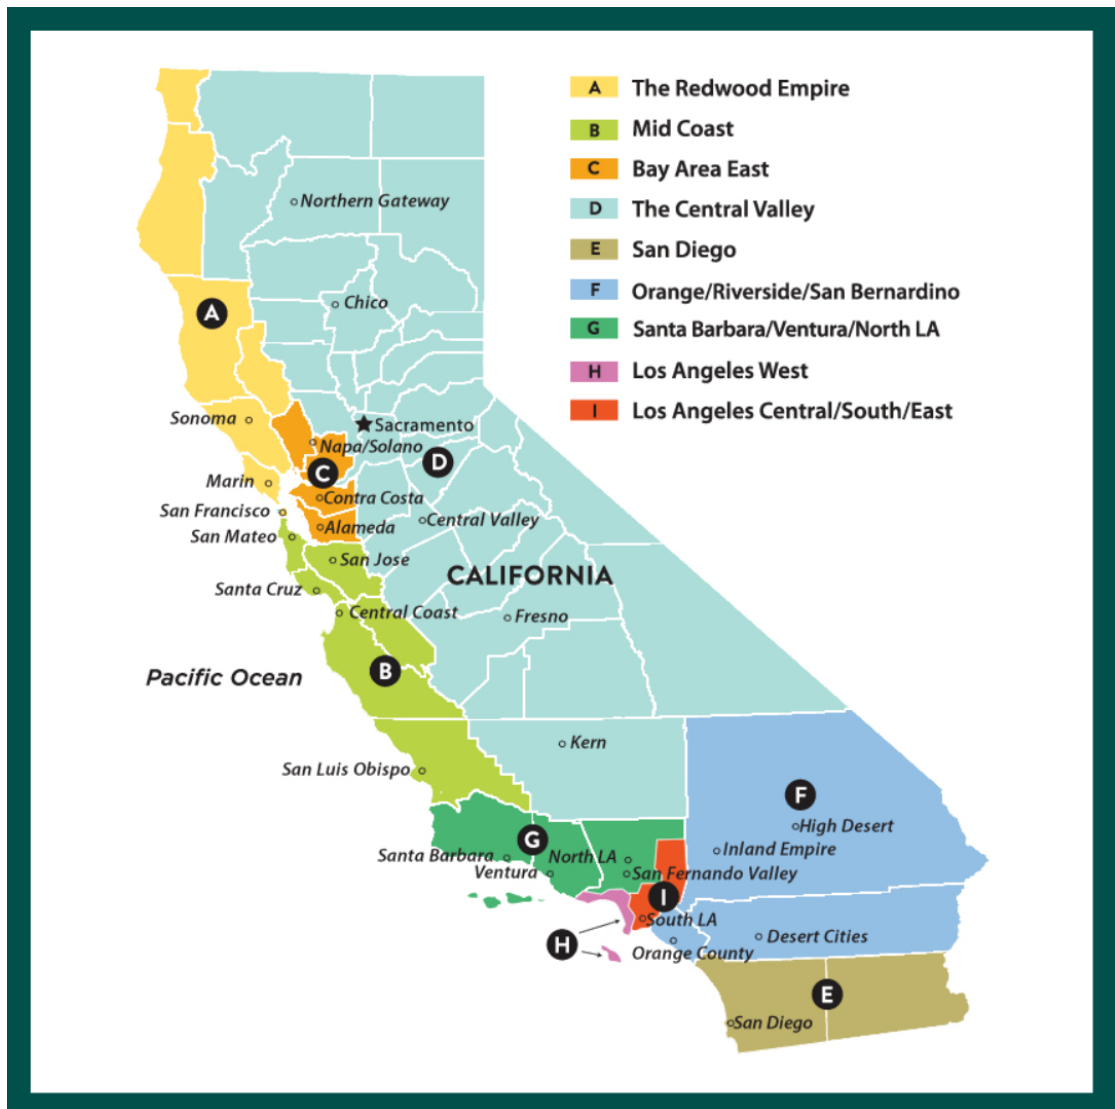 A The Redwood Empire
B Mid Coast
C Bay Area East
D The Central Valley
E San Diego
F Orange/Riverside/San Bernardino
G Santa Barbara/Ventura/North LA
H Los Angeles West
I Los Angeles Central/South/East
Northern Gateway
Chico
A
Sonoma
Sacramento
Napa/Solano
D
C
Marin
Contra Costa
San Francisco
Central Valley
Alameda
San Mateo
San Jose
CALIFORNIA
Santa Cruz
Central Coast
Fresno
B
Pacific Ocean
Kern
San Luis Obispo
F
High Desert
G
Inland Empire
Santa Barbara
North LA
Ventura
San Fernando Valley
I
South LA
H
Desert Cities
Orange County
E
San Diego